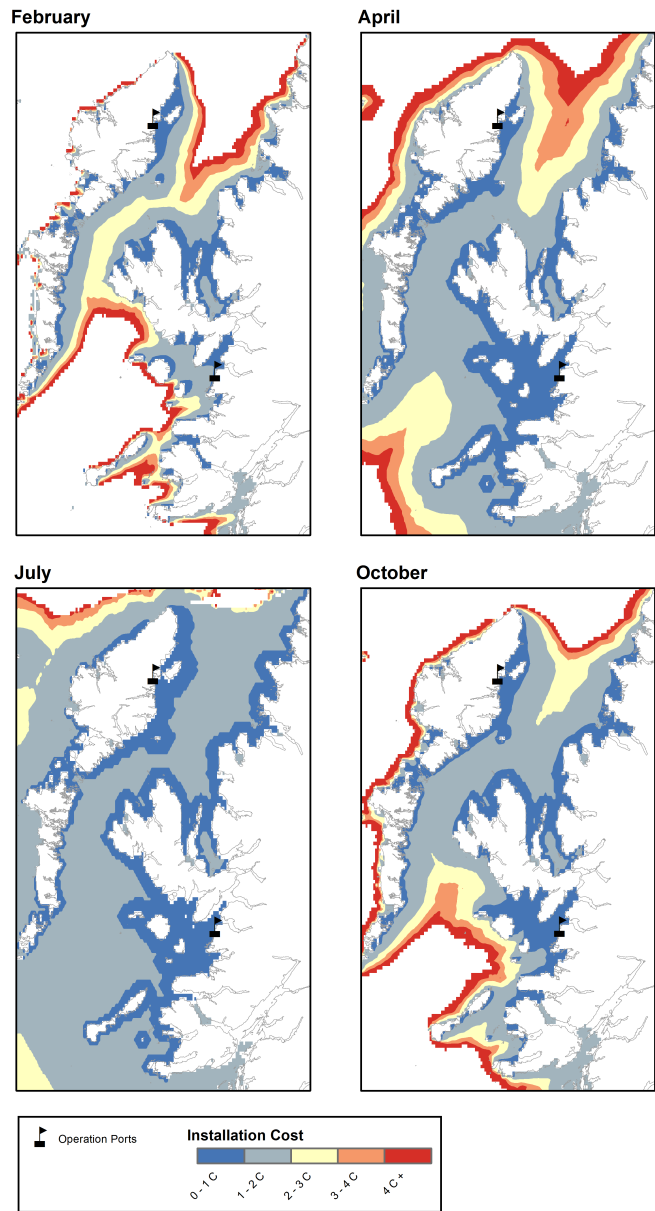 February
April
July
October
Operation Ports
Installation Cost
0 - 1 C
1 - 2 C
2 - 3 C
3 - 4 C
4 C +